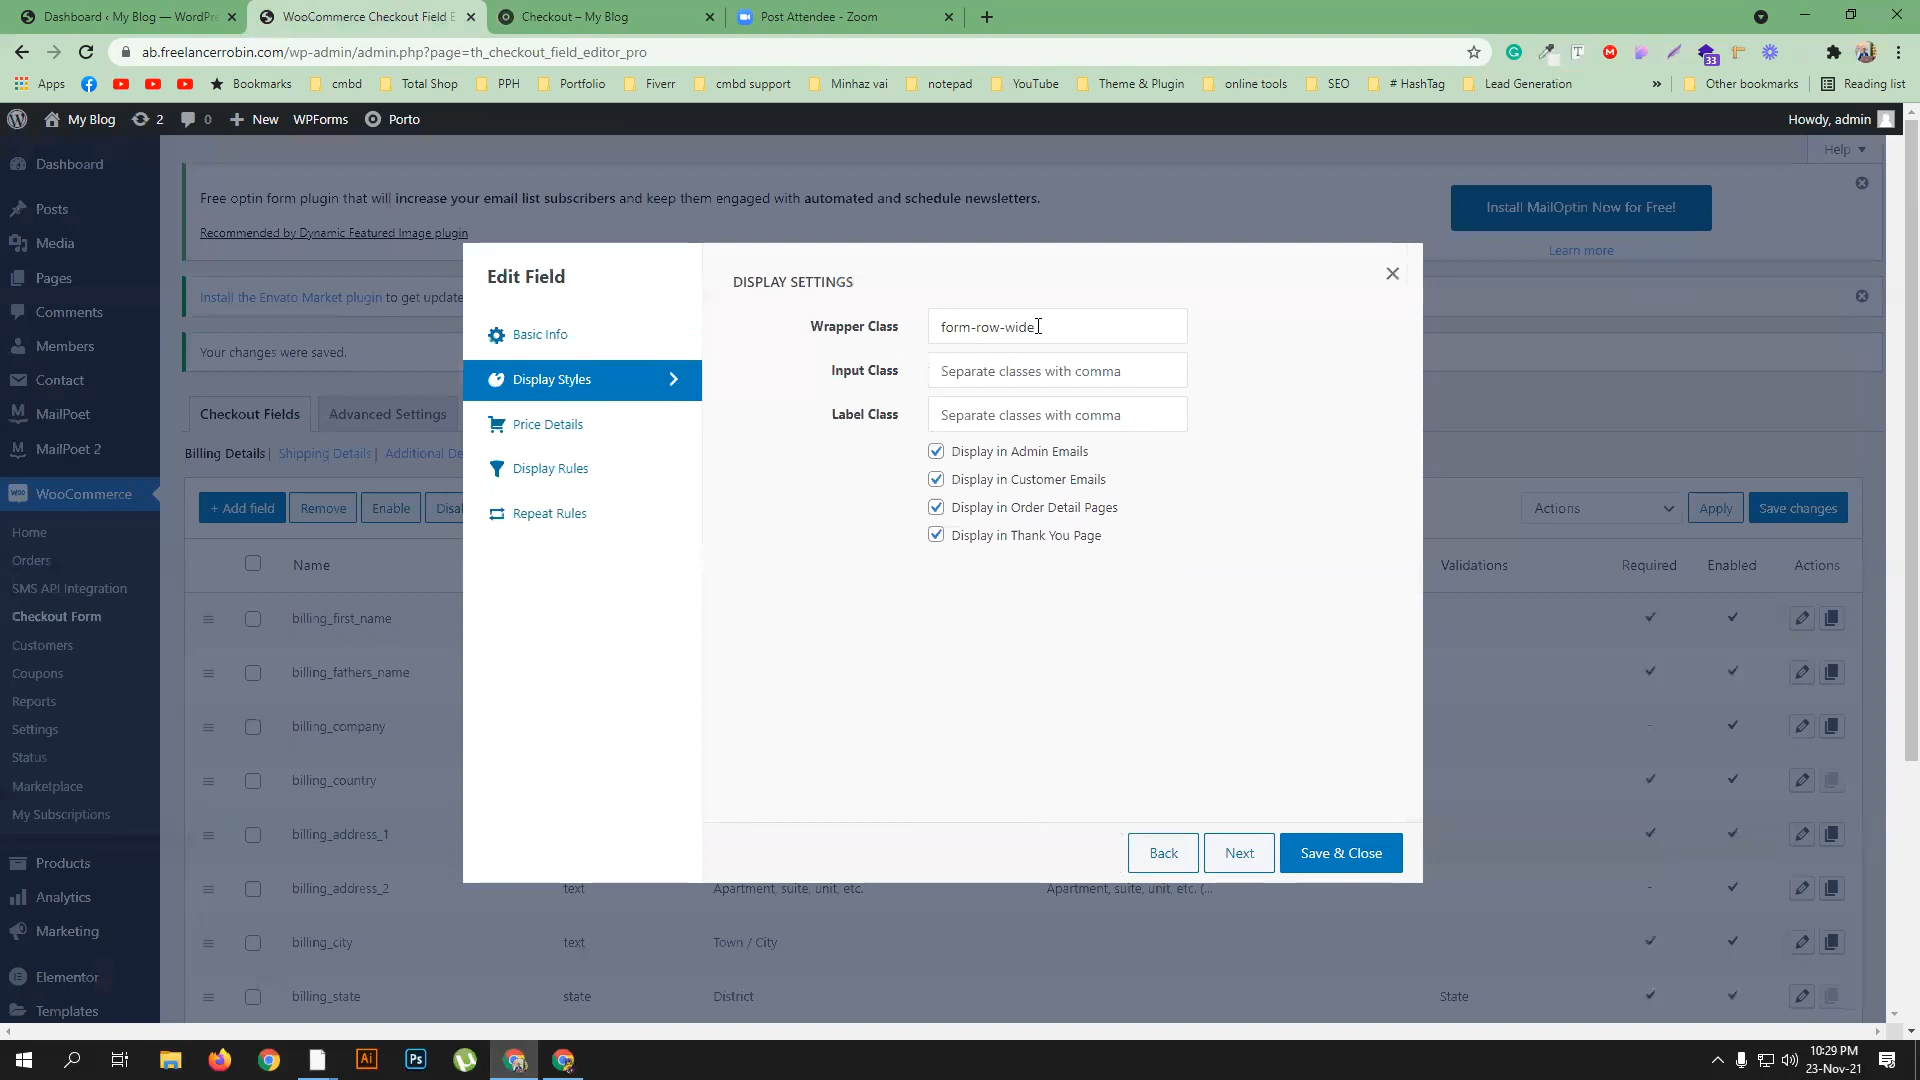 Dashboard ‹ My Blog — WordPr
WooCommerce Checkout Field E
Checkout – My Blog
Post Attendee - Zoom
ab.freelancerrobin.com/wp-admin/admin.php?page=th_checkout_field_editor_pro
33
Apps
Bookmarks
cmbd
Total Shop
PPH
Portfolio
Fiverr
cmbd support
Minhaz vai
notepad
YouTube
Theme & Plugin
online tools
SEO
# HashTag
Lead Generation
»
Other bookmarks
Reading list
My Blog
2
0
New
WPForms
Porto
Howdy, admin
Dashboard
Posts
Media
Pages
Comments
Members
Contact
MailPoet
MailPoet 2
WooCommerce
Home
Orders
SMS API Integration
Checkout Form
Customers
Coupons
Reports
Settings
Status
Marketplace
My Subscriptions
Products
Analytics
Marketing
Elementor
Templates
Help
Free optin form plugin that will increase your email list subscribers and keep them engaged with automated and schedule newsletters.
Recommended by Dynamic Featured Image plugin
Install MailOptin Now for Free!
Learn more
Install the Envato Market plugin to get update
Your changes were saved.
Checkout Fields
Advanced Settings
Billing Details | Shipping Details | Additional De
+ Add field
Remove
Enable
Disa
Actions
Apply
Save changes
Name
Validations
Required
Enabled
Actions
billing_first_name
billing_fathers_name
billing_company
billing_country
billing_address_1
billing_address_2
text
Apartment, suite, unit, etc.
Apartment, suite, unit, etc. (...
billing_city
text
Town / City
billing_state
state
District
State
Edit Field
Basic Info
Display Styles
Price Details
Display Rules
Repeat Rules
DISPLAY SETTINGS
Wrapper Class
form-row-wide
Input Class
Separate classes with comma
Label Class
Separate classes with comma
Display in Admin Emails
Display in Customer Emails
Display in Order Detail Pages
Display in Thank You Page
Back
Next
Save & Close
Ai
Ps
10:29 PM
23-Nov-21